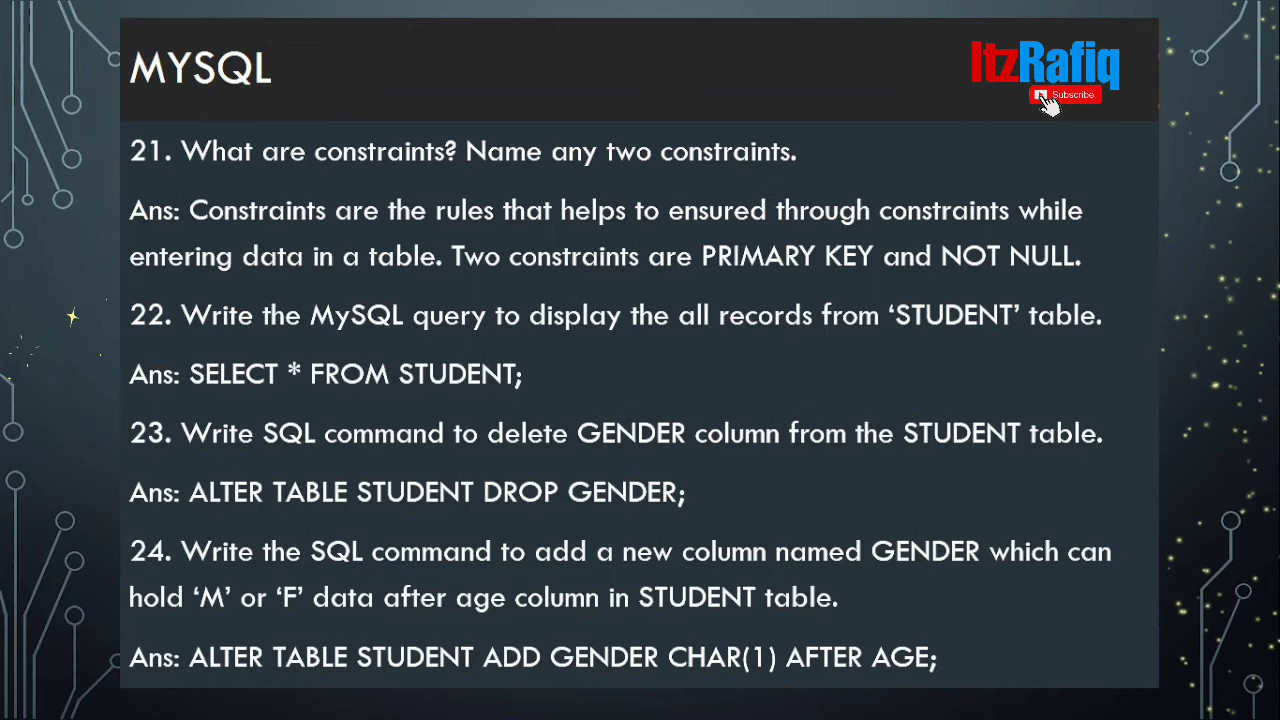 MYSQL
ItzRafiq
Subscribe
21. What are constraints? Name any two constraints.
Ans: Constraints are the rules that helps to ensured through constraints while
entering data in a table. Two constraints are PRIMARY KEY and NOT NULL.
22. Write the MySQL query to display the all records from ‘STUDENT’ table.
Ans: SELECT * FROM STUDENT;
23. Write SQL command to delete GENDER column from the STUDENT table.
Ans: ALTER TABLE STUDENT DROP GENDER;
24. Write the SQL command to add a new column named GENDER which can
hold ‘M’ or ‘F’ data after age column in STUDENT table.
Ans: ALTER TABLE STUDENT ADD GENDER CHAR(1) AFTER AGE;